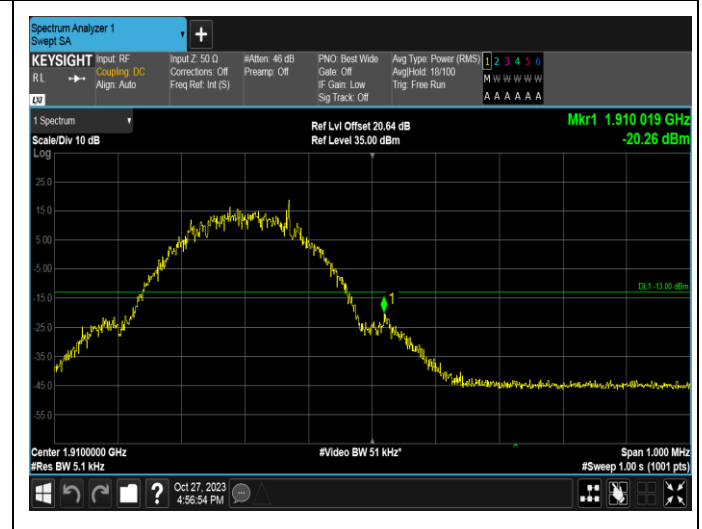 Spectrum Analyzer 1
Swept SA
+
KEYSIGHT
RL
LXI
Input: RF
Coupling: DC
Align: Auto
Input Z: 50 Ω
Corrections: Off
Freq Ref: Int (S)
#Atten: 46 dB
Preamp: Off
PNO: Best Wide
Gate: Off
IF Gain: Low
Sig Track: Off
Avg Type: Power (RMS)
Avg|Hold: 18/100
Trig: Free Run
1 2 3 4 5 6
M W W W W W
A A A A A A
1 Spectrum
Scale/Div 10 dB
Ref Lvl Offset 20.64 dB
Ref Level 35.00 dBm
Mkr1 1.910 019 GHz
-20.26 dBm
Log
25.0
15.0
5.00
-5.00
-15.0
-25.0
-35.0
-45.0
-55.0
DL1 -13.00 dBm
1
Center 1.9100000 GHz
#Res BW 5.1 kHz
#Video BW 51 kHz*
Span 1.000 MHz
#Sweep 1.00 s (1001 pts)
?
Oct 27, 2023
4:56:54 PM